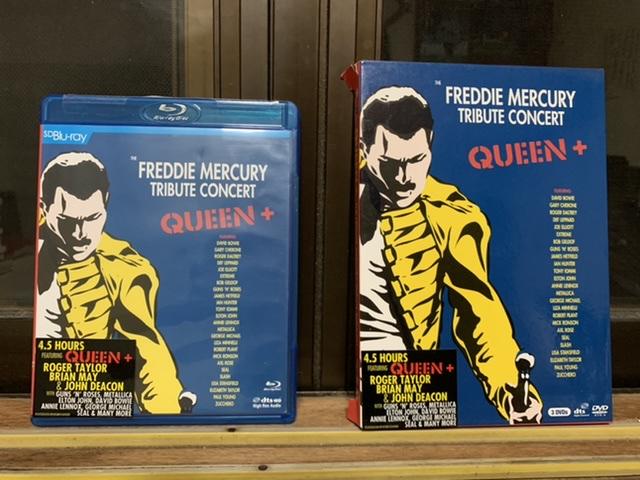 Blu-ray Disc
SD Blu-ray
THE
FREDDIE MERCURY
TRIBUTE CONCERT
QUEEN +
FEATURING
DAVID BOWIE
GARY CHERONE
ROGER DALTREY
DEF LEPPARD
JOE ELLIOTT
EXTREME
BOB GELDOF
GUNS 'N' ROSES
JAMES HETFIELD
IAN HUNTER
TONY IOMMI
ELTON JOHN
ANNIE LENNOX
METALLICA
GEORGE MICHAEL
LIZA MINNELLI
ROBERT PLANT
MICK RONSON
AXL ROSE
SEAL
SLASH
LISA STANSFIELD
ELIZABETH TAYLOR
PAUL YOUNG
ZUCCHERO
4.5 HOURS
FEATURING QUEEN +
ROGER TAYLOR
BRIAN MAY
& JOHN DEACON
WITH GUNS 'N' ROSES, METALLICA
ELTON JOHN, DAVID BOWIE
ANNIE LENNOX, GEORGE MICHAEL
SEAL & MANY MORE
Blu-ray Disc
dts-HD
High Res Audio
THE
FREDDIE MERCURY
TRIBUTE CONCERT
QUEEN +
FEATURING
DAVID BOWIE
GARY CHERONE
ROGER DALTREY
DEF LEPPARD
JOE ELLIOTT
EXTREME
BOB GELDOF
GUNS 'N' ROSES
JAMES HETFIELD
IAN HUNTER
TONY IOMMI
ELTON JOHN
ANNIE LENNOX
METALLICA
GEORGE MICHAEL
LIZA MINNELLI
ROBERT PLANT
MICK RONSON
AXL ROSE
SEAL
SLASH
LISA STANSFIELD
ELIZABETH TAYLOR
PAUL YOUNG
ZUCCHERO
4.5 HOURS
FEATURING QUEEN +
ROGER TAYLOR
BRIAN MAY
& JOHN DEACON
WITH GUNS 'N' ROSES, METALLICA
ELTON JOHN, DAVID BOWIE
ANNIE LENNOX, GEORGE MICHAEL
SEAL & MANY MORE
3 DVDs
dts
DVD